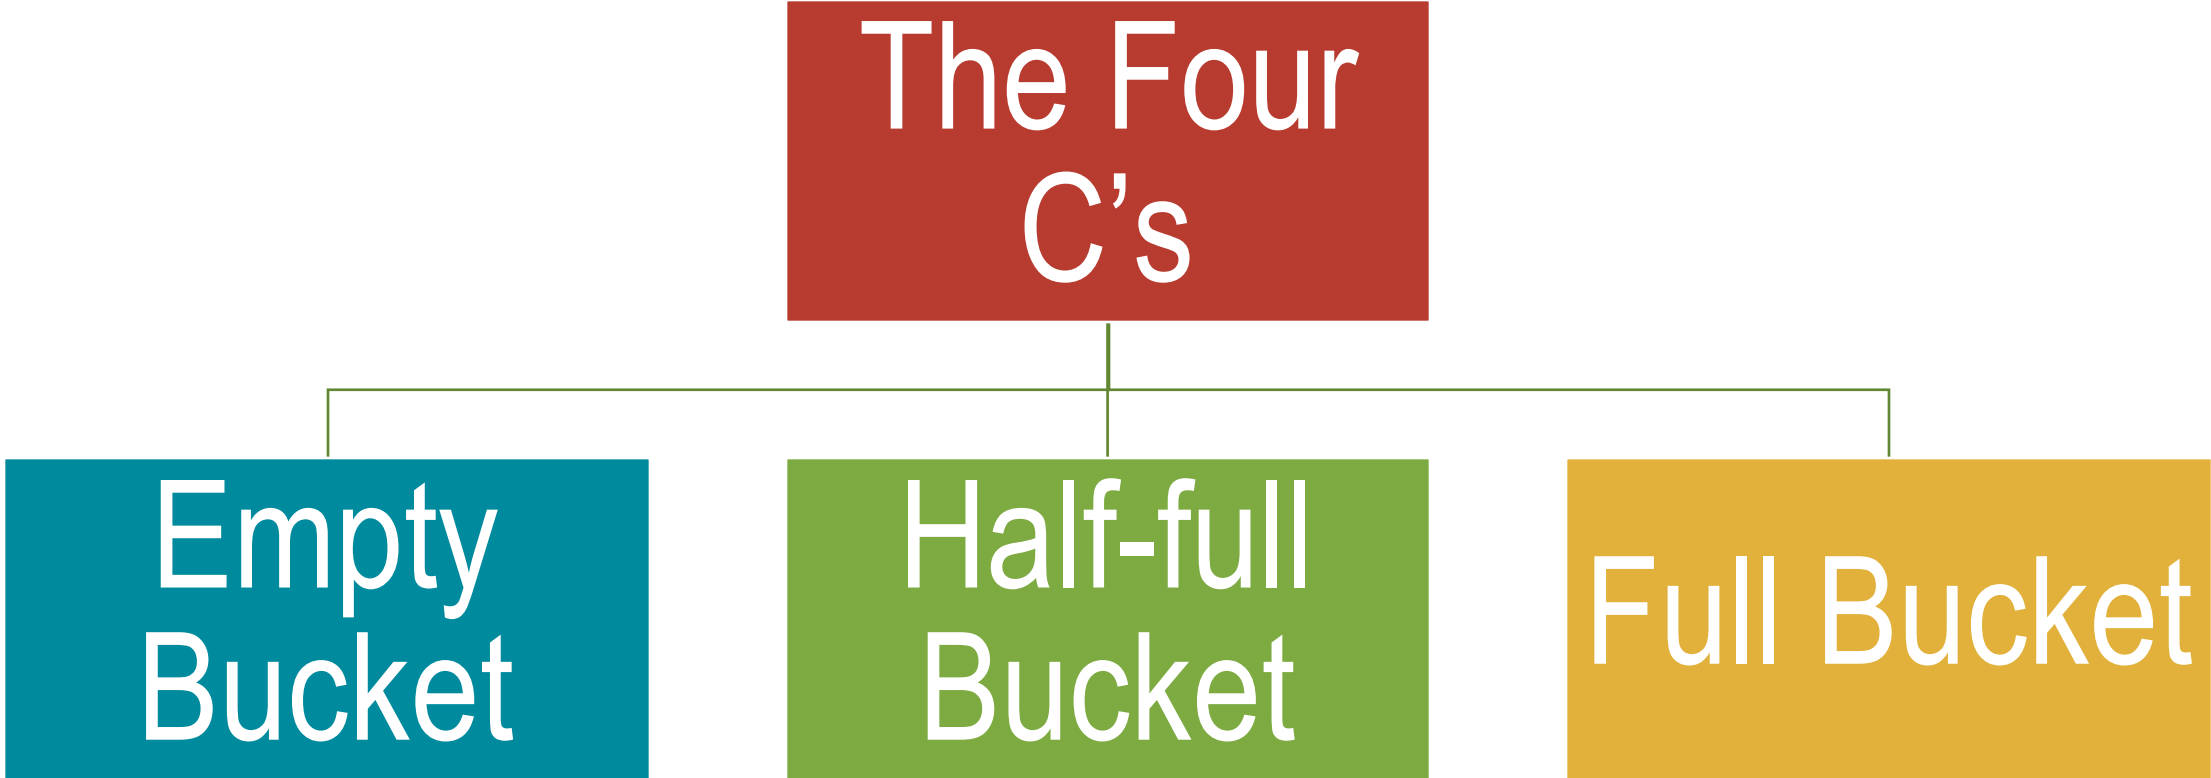 The Four
C’s
Empty
Bucket
Half-full
Bucket
Full Bucket